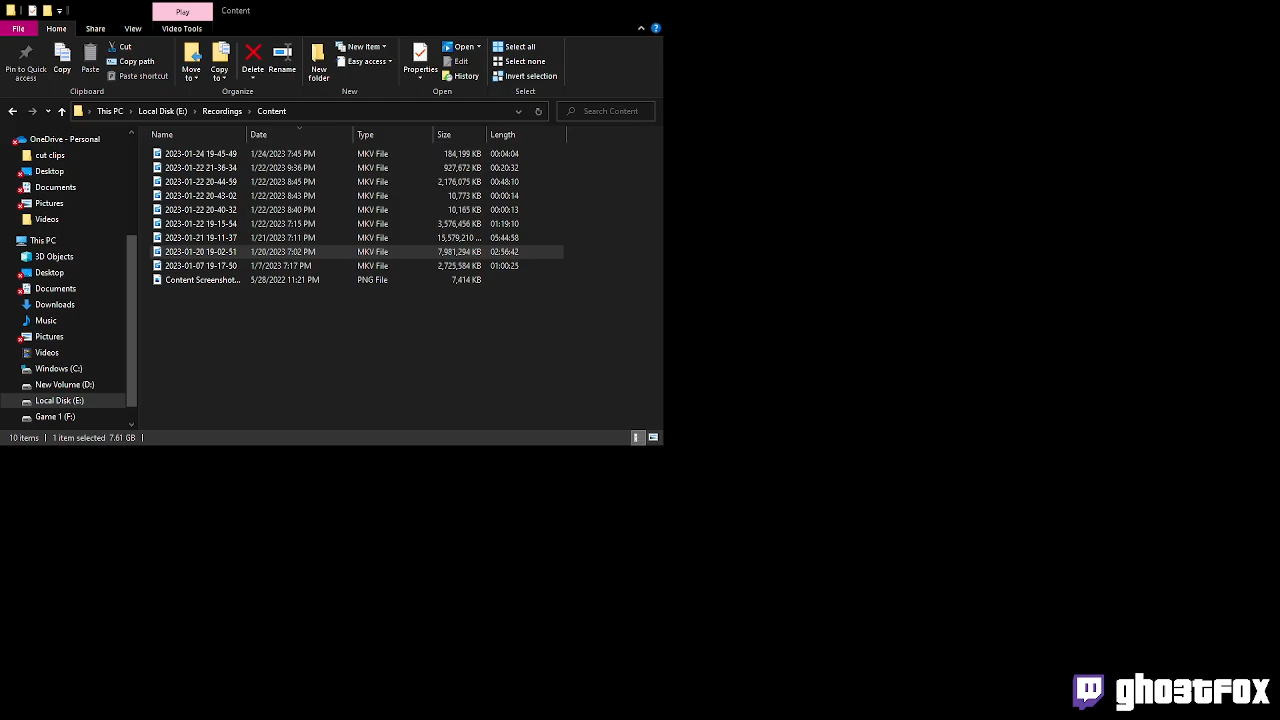 Play Content
File Home Share View Video Tools
Pin to Quick access Copy Paste Cut Copy path Paste shortcut Move to Copy to Delete Rename New folder New item Easy access Properties Open Edit History Select all Select none Invert selection
Clipboard Organize New Open Select
This PC > Local Disk (E:) > Recordings > Content Search Content
OneDrive - Personal
cut clips
Desktop
Documents
Pictures
Videos
This PC
3D Objects
Desktop
Documents
Downloads
Music
Pictures
Videos
Windows (C:)
New Volume (D:)
Local Disk (E:)
Game 1 (F:)
Name Date Type Size Length
2023-01-24 19-45-49 1/24/2023 7:45 PM MKV File 184,199 KB 00:04:04
2023-01-22 21-36-34 1/22/2023 9:36 PM MKV File 927,672 KB 00:20:32
2023-01-22 20-44-59 1/22/2023 8:45 PM MKV File 2,176,075 KB 00:48:10
2023-01-22 20-43-02 1/22/2023 8:43 PM MKV File 10,773 KB 00:00:14
2023-01-22 20-40-32 1/22/2023 8:40 PM MKV File 10,165 KB 00:00:13
2023-01-22 19-15-54 1/22/2023 7:15 PM MKV File 3,576,456 KB 01:19:10
2023-01-21 19-11-37 1/21/2023 7:11 PM MKV File 15,579,210 ... 05:44:58
2023-01-20 19-02-51 1/20/2023 7:02 PM MKV File 7,981,294 KB 02:56:42
2023-01-07 19-17-50 1/7/2023 7:17 PM MKV File 2,725,584 KB 01:00:25
Content Screenshot... 5/28/2022 11:21 PM PNG File 7,414 KB
10 items 1 item selected 7.61 GB
gho3tfox